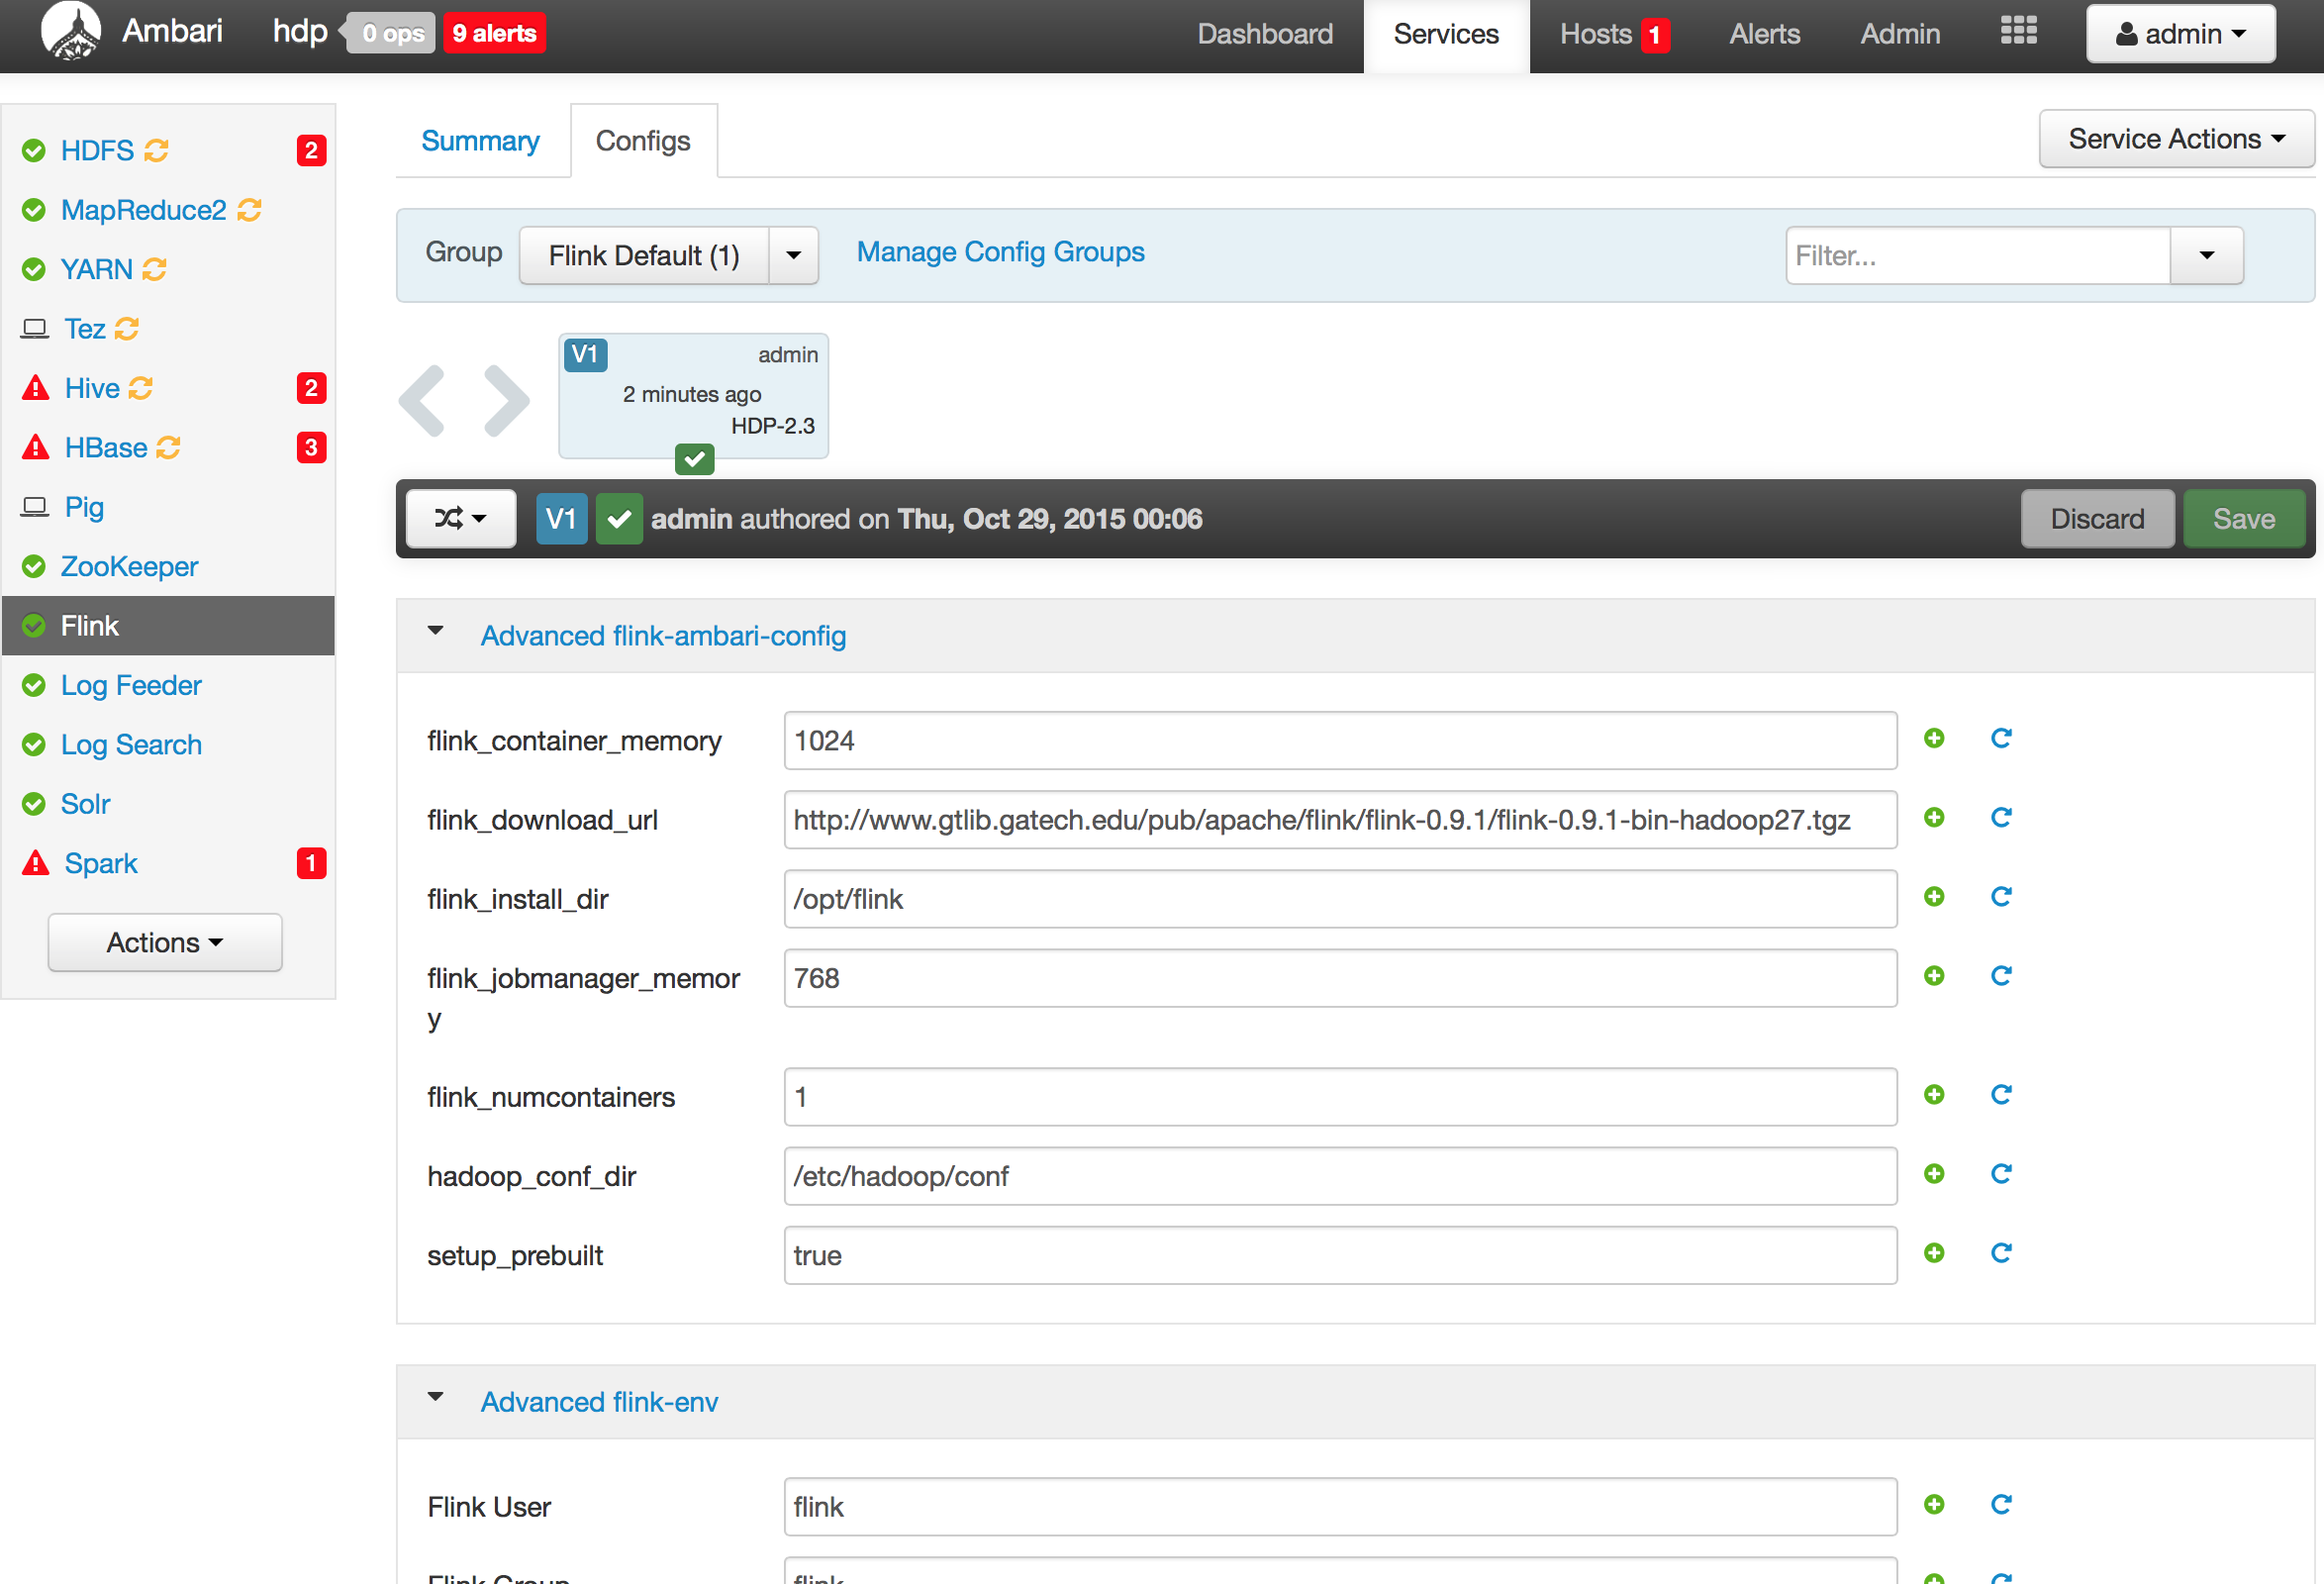 Ambari hdp 0 ops 9 alerts Dashboard Services Hosts 1 Alerts Admin admin
HDFS 2
MapReduce2
YARN
Tez
Hive 2
HBase 3
Pig
ZooKeeper
Flink
Log Feeder
Log Search
Solr
Spark 1
Actions
Summary Configs Service Actions
Group Flink Default (1) Manage Config Groups Filter...
V1 admin
2 minutes ago
HDP-2.3
V1 admin authored on Thu, Oct 29, 2015 00:06 Discard Save
Advanced flink-ambari-config
flink_container_memory 1024
flink_download_url http://www.gtlib.gatech.edu/pub/apache/flink/flink-0.9.1/flink-0.9.1-bin-hadoop27.tgz
flink_install_dir /opt/flink
flink_jobmanager_memor 768
y
flink_numcontainers 1
hadoop_conf_dir /etc/hadoop/conf
setup_prebuilt true
Advanced flink-env
Flink User flink
Flink Group flink